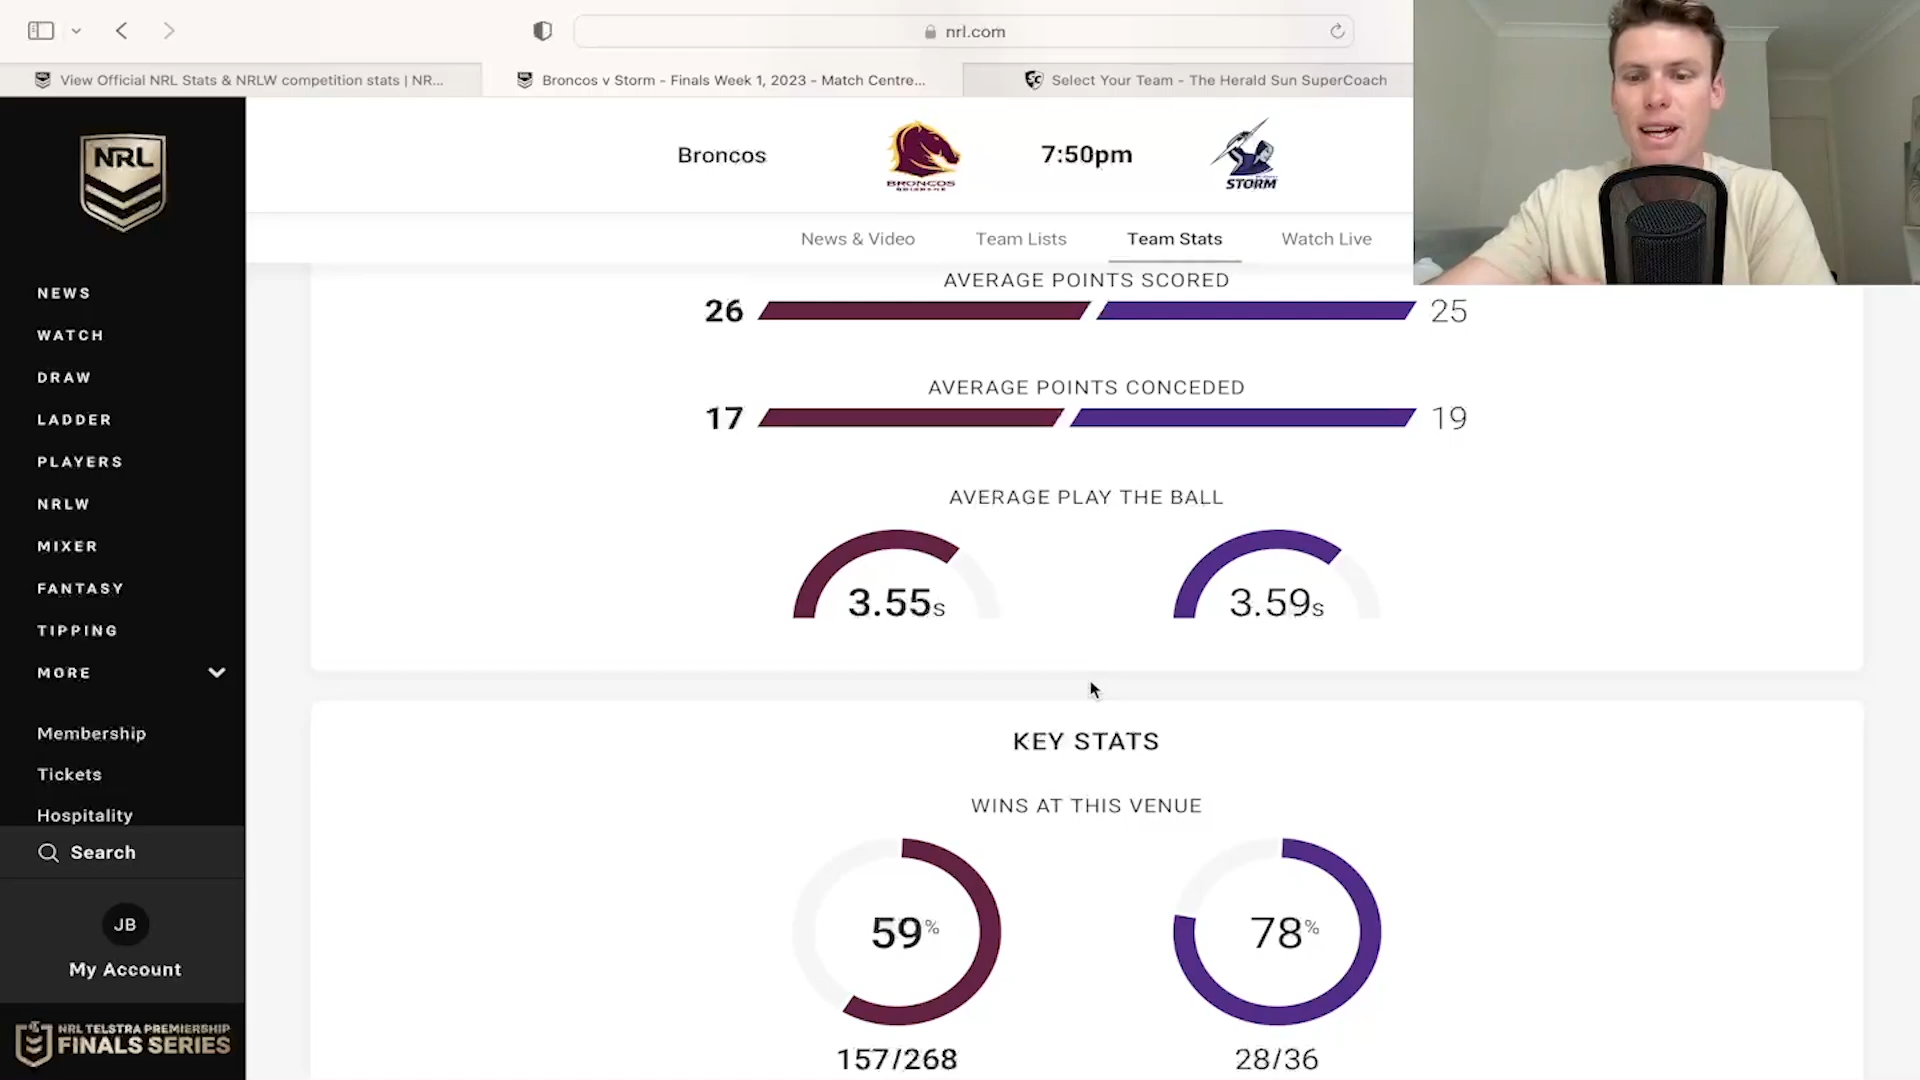 nrl.com
View Official NRL Stats & NRLW competition stats | NR...
Broncos v Storm - Finals Week 1, 2023 - Match Centre...
Select Your Team - The Herald Sun SuperCoach
NRL
NEWS
WATCH
DRAW
LADDER
PLAYERS
NRLW
MIXER
FANTASY
TIPPING
MORE
Membership
Tickets
Hospitality
Search
JB
My Account
NRL TELSTRA PREMIERSHIP
FINALS SERIES
Broncos
BRONCOS
BRISBANE
7:50pm
STORM
News & Video
Team Lists
Team Stats
Watch Live
AVERAGE POINTS SCORED
26
25
AVERAGE POINTS CONCEDED
17
19
AVERAGE PLAY THE BALL
3.55s
3.59s
KEY STATS
WINS AT THIS VENUE
59%
78%
157/268
28/36